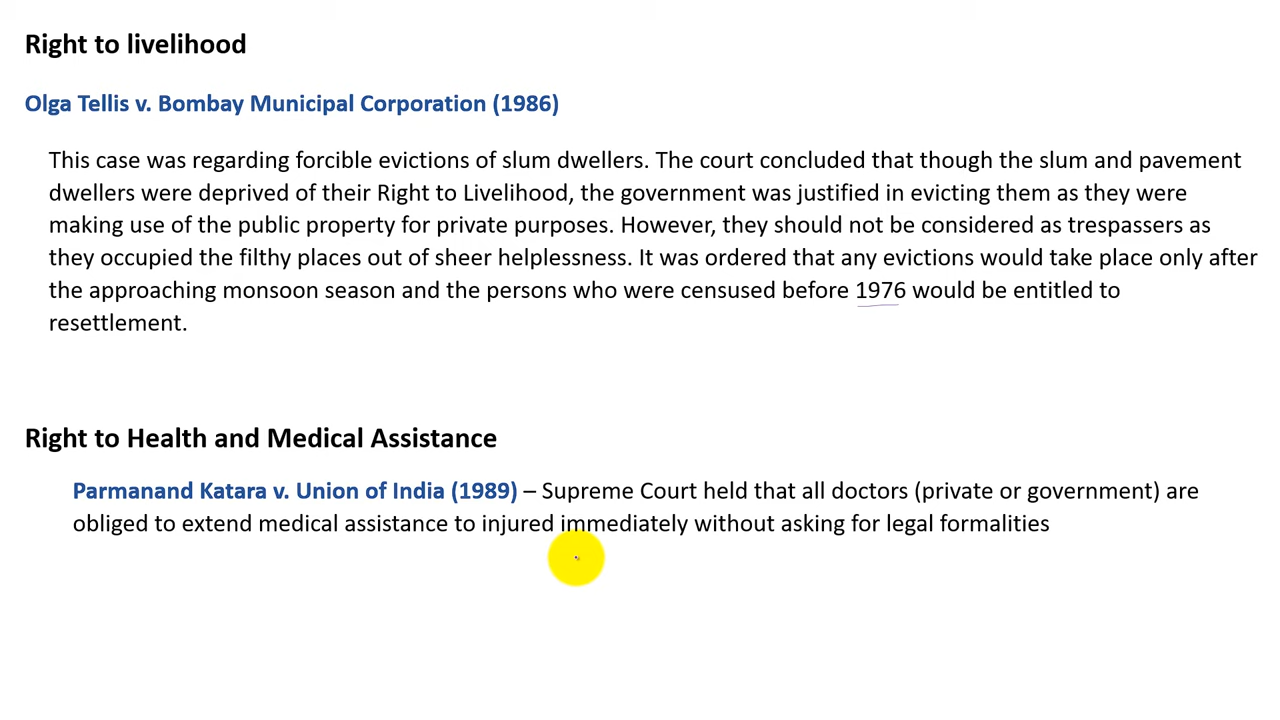 Right to livelihood
Olga Tellis v. Bombay Municipal Corporation (1986)
This case was regarding forcible evictions of slum dwellers. The court concluded that though the slum and pavement
dwellers were deprived of their Right to Livelihood, the government was justified in evicting them as they were
making use of the public property for private purposes. However, they should not be considered as trespassers as
they occupied the filthy places out of sheer helplessness. It was ordered that any evictions would take place only after
the approaching monsoon season and the persons who were censused before 1976 would be entitled to
resettlement.
Right to Health and Medical Assistance
Parmanand Katara v. Union of India (1989) – Supreme Court held that all doctors (private or government) are
obliged to extend medical assistance to injured immediately without asking for legal formalities